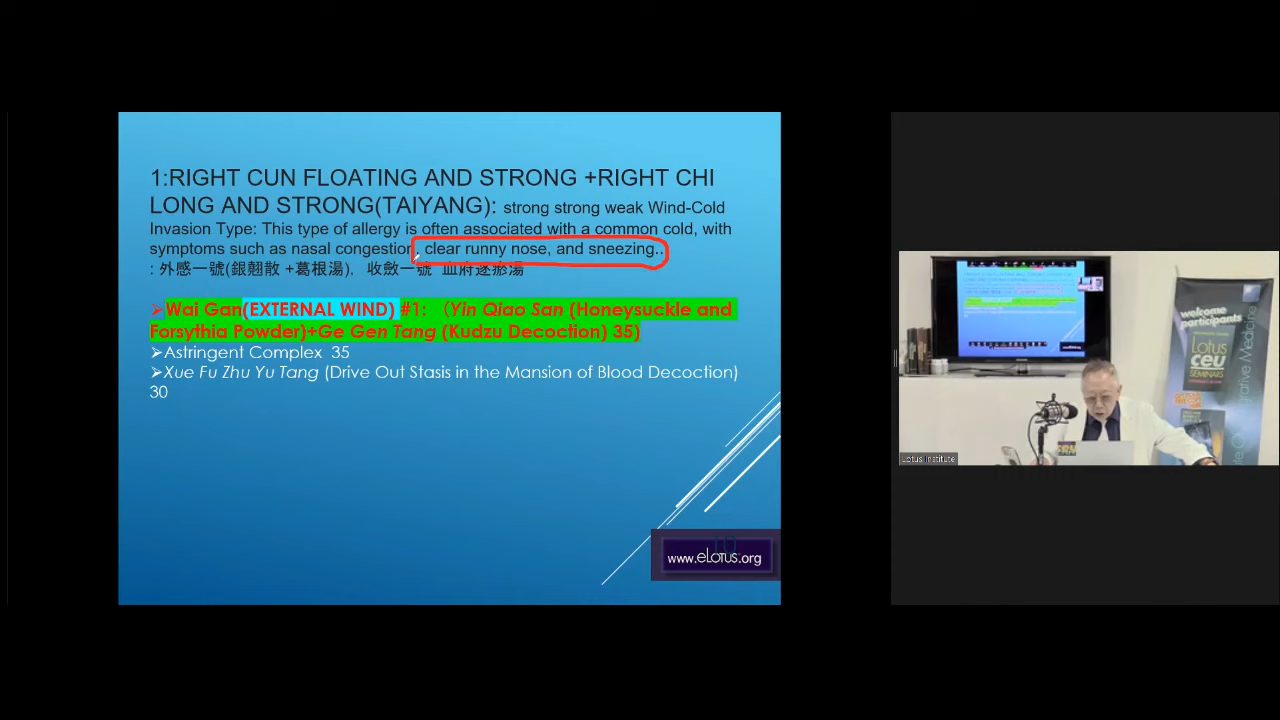 1:RIGHT CUN FLOATING AND STRONG +RIGHT CHI
LONG AND STRONG(TAIYANG): strong strong weak Wind-Cold
Invasion Type: This type of allergy is often associated with a common cold, with
symptoms such as nasal congestion, clear runny nose, and sneezing..
: 外感一號(銀翹散 +葛根湯), 收斂一號 血府逐瘀湯
➢Wai Gan(EXTERNAL WIND) #1: (Yin Qiao San (Honeysuckle and
Forsythia Powder)+Ge Gen Tang (Kudzu Decoction) 35)
➢Astringent Complex 35
➢Xue Fu Zhu Yu Tang (Drive Out Stasis in the Mansion of Blood Decoction)
30
10
www.eLotus.org
welcome
participants
Lotus
ceu
SEMINARS
Lotus Institute